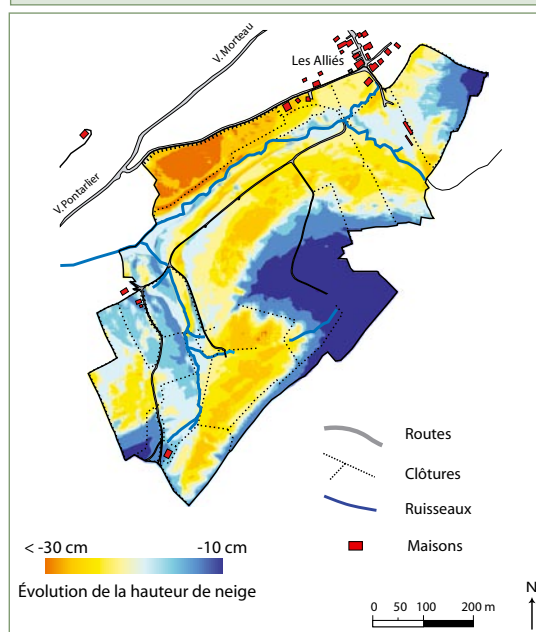 V. Morteau
Les Alliés
V. Pontarlier
Routes
Clôtures
Ruisseaux
Maisons
< -30 cm
-10 cm
Évolution de la hauteur de neige
N
0 50 100 200 m